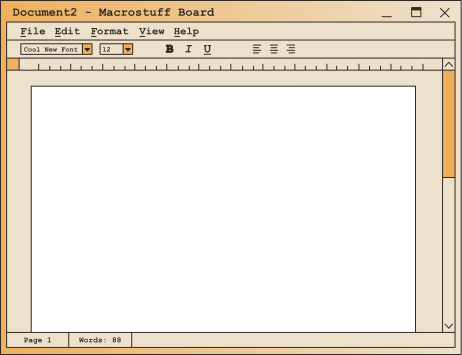 Document2 - Macrostuff Board
File Edit Format View Help
Cool New Font 12 B I U
Page 1 Words: 88